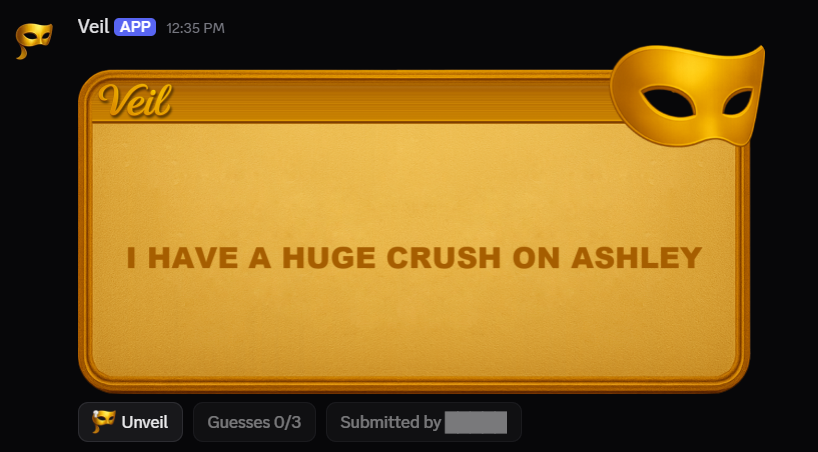 Veil APP 12:35 PM
Veil
I HAVE A HUGE CRUSH ON ASHLEY
Unveil Guesses 0/3 Submitted by